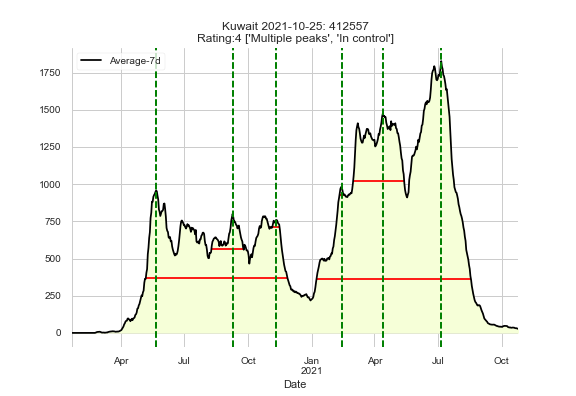 Kuwait 2021-10-25: 412557
Rating:4 ['Multiple peaks', 'In control']
Average-7d
1750
1500
1250
1000
750
500
250
0
Apr Jul Oct Jan Apr Jul Oct
2021
Date